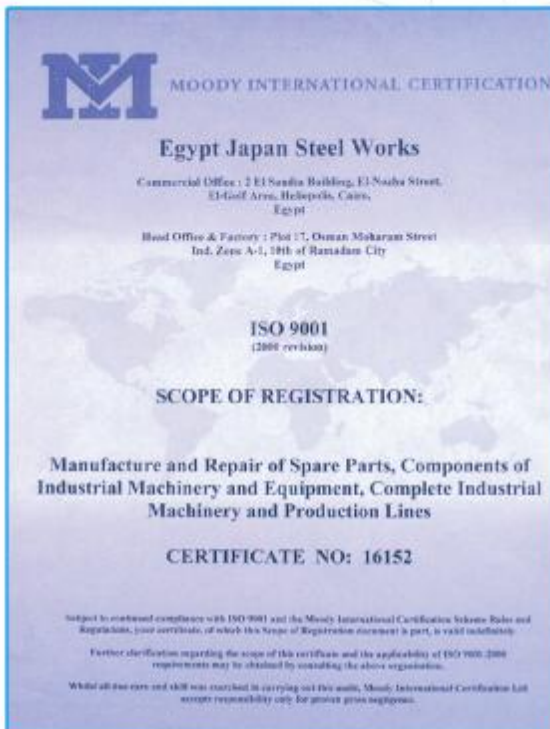 MI
MOODY INTERNATIONAL CERTIFICATION
Egypt Japan Steel Works
Commercial Office : 2 El Saudia Building, El-Nozha Street,
El-Golf Area, Heliopolis, Cairo,
Egypt
Head Office & Factory : Plot 17, Osman Moharam Street
Ind. Zone A-1, 10th of Ramadam City
Egypt
ISO 9001
(2000 revision)
SCOPE OF REGISTRATION:
Manufacture and Repair of Spare Parts, Components of
Industrial Machinery and Equipment, Complete Industrial
Machinery and Production Lines
CERTIFICATE NO: 16152
Subject to continued compliance with ISO 9001 and the Moody International Certification Scheme Rules and
Regulations, your certificate, of which this Scope of Registration document is part, is valid indefinitely
Further clarification regarding the scope of this certificate and the applicability of ISO 9001:2000
requirements may be obtained by consulting the above organisation.
Whilst all due care and skill was exercised in carrying out this audit, Moody International Certification Ltd
accepts responsibility only for proven gross negligence.